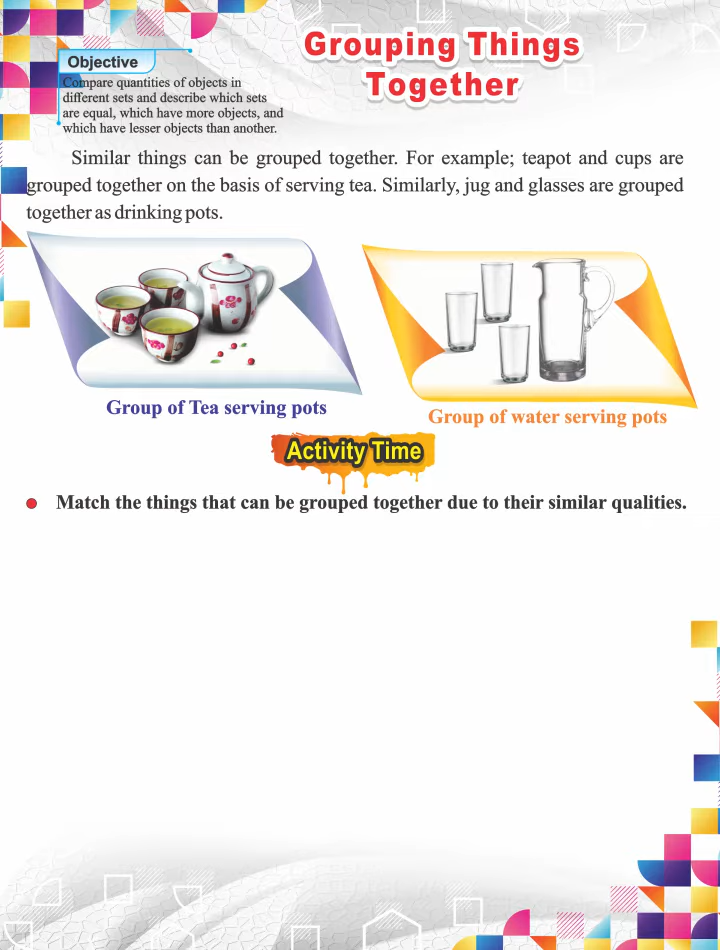 Grouping Things
Together
Objective
Compare quantities of objects in
different sets and describe which sets
are equal, which have more objects, and
which have lesser objects than another.
Similar things can be grouped together. For example; teapot and cups are
grouped together on the basis of serving tea. Similarly, jug and glasses are grouped
together as drinking pots.
Group of Tea serving pots
Group of water serving pots
Activity Time
Match the things that can be grouped together due to their similar qualities.